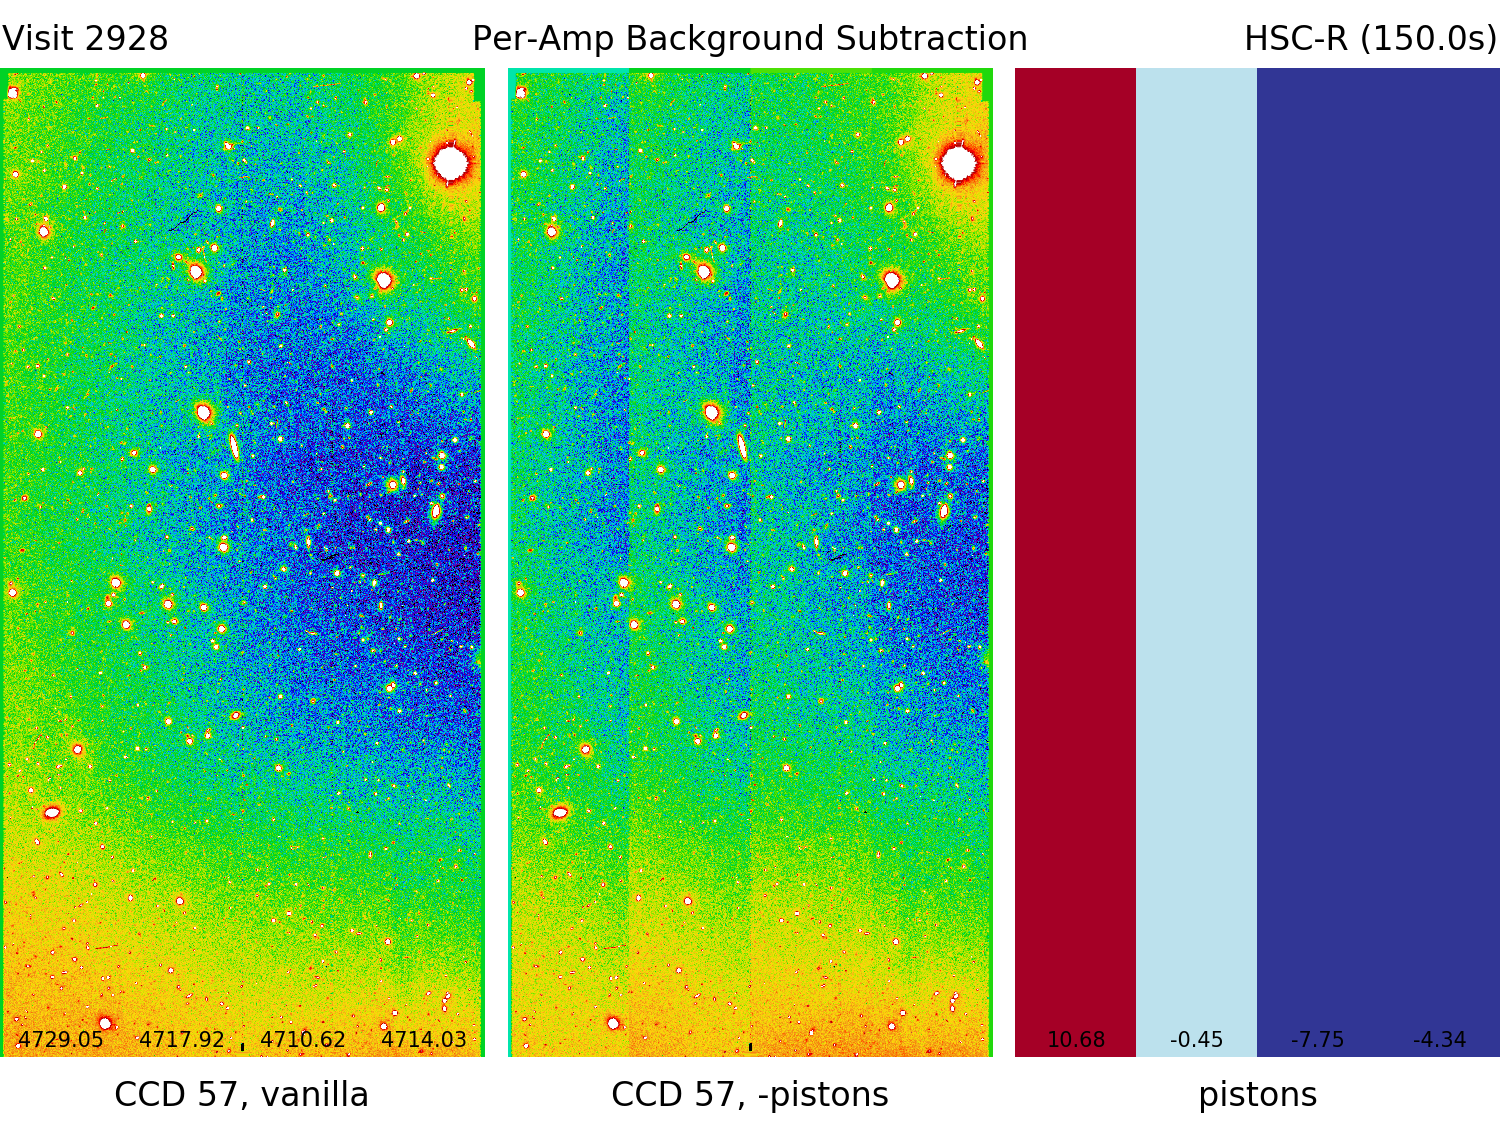 Visit 2928
Per-Amp Background Subtraction
HSC-R (150.0s)
4729.05 4717.92 4710.62 4714.03
10.68 -0.45 -7.75 -4.34
CCD 57, vanilla
CCD 57, -pistons
pistons